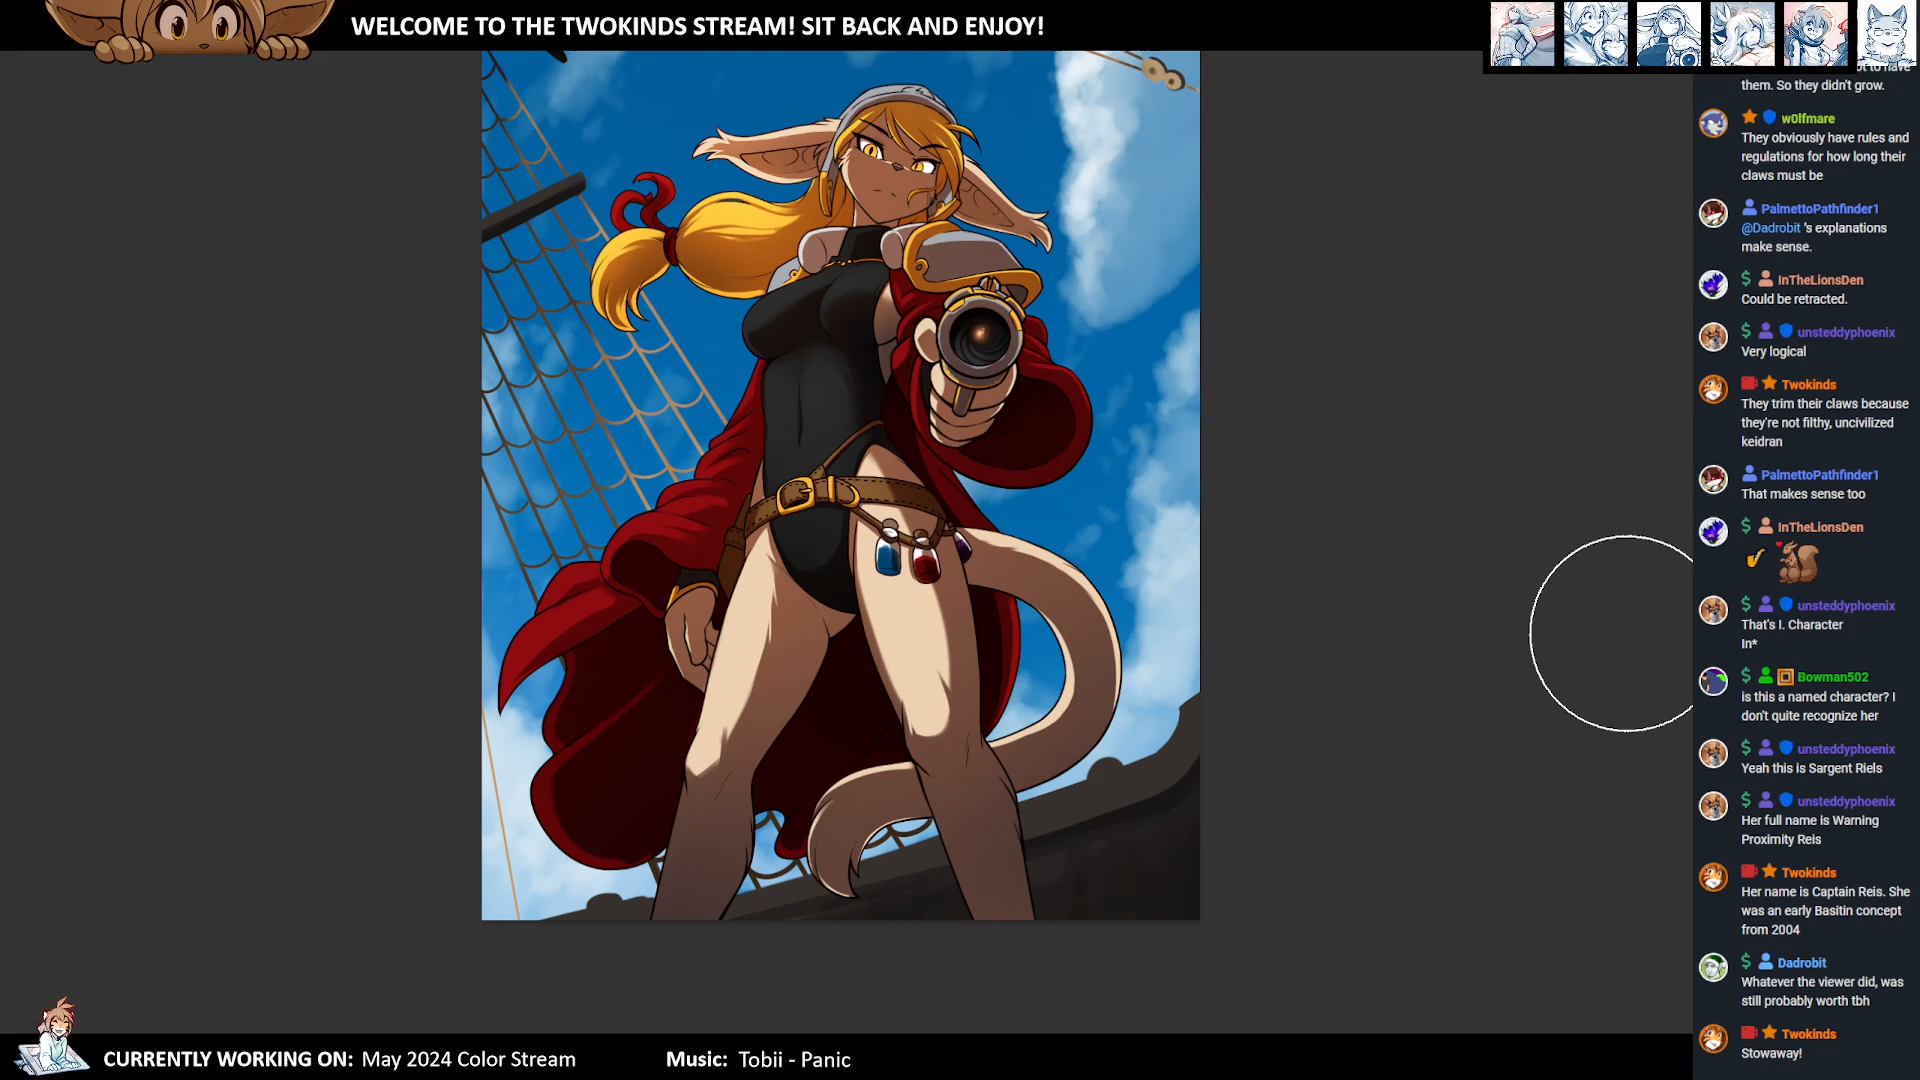 WELCOME TO THE TWOKINDS STREAM! SIT BACK AND ENJOY!
them. So they didn't grow.
w0lfmare
They obviously have rules and
regulations for how long their
claws must be
PalmettoPathfinder1
@Dadrobit 's explanations
make sense.
InTheLionsDen
Could be retracted.
unsteddyphoenix
Very logical
Twokinds
They trim their claws because
they're not filthy, uncivilized
keidran
PalmettoPathfinder1
That makes sense too
InTheLionsDen
unsteddyphoenix
That's I. Character
In*
Bowman502
is this a named character? I
don't quite recognize her
unsteddyphoenix
Yeah this is Sargent Riels
unsteddyphoenix
Her full name is Warning
Proximity Reis
Twokinds
Her name is Captain Reis. She
was an early Basitin concept
from 2004
Dadrobit
Whatever the viewer did, was
still probably worth tbh
Twokinds
Stowaway!
CURRENTLY WORKING ON: May 2024 Color Stream
Music: Tobii - Panic